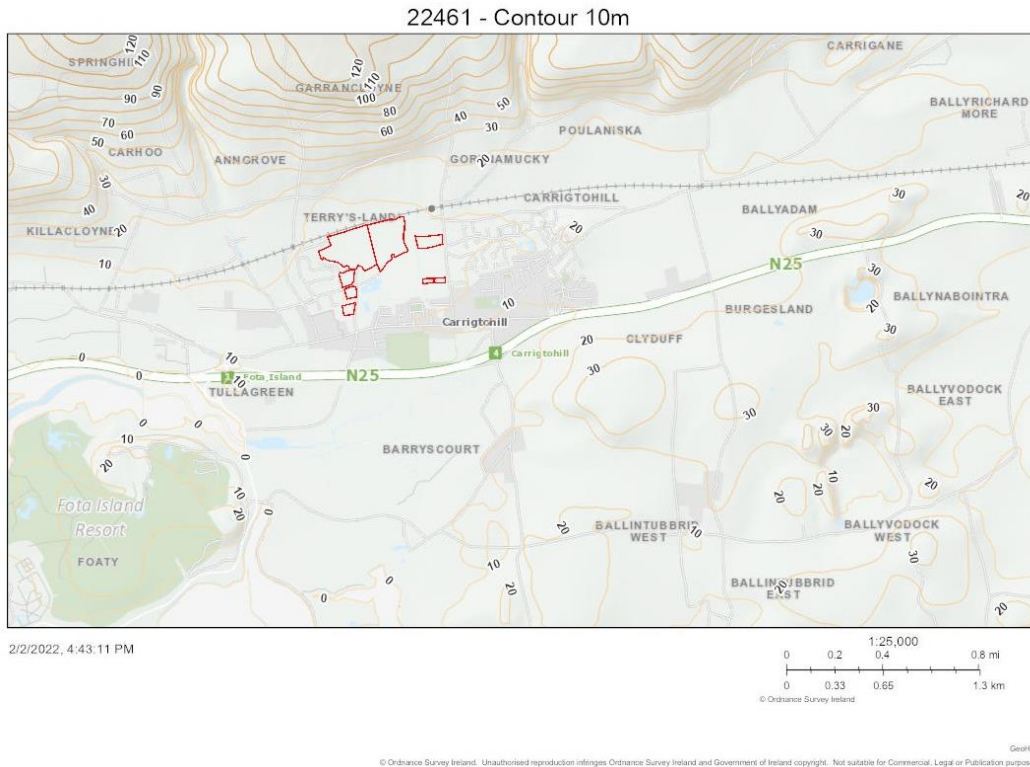 22461 - Contour 10m
120
110
90
70
60
50
30
40
20
10
SPRINGHI
CARHOO
KILLACLOYNE
ANNGROVE
GARRANCLOYNE
120
110
100
80
60
40
50
30
20
CARRIGANE
BALLYRICHARD
MORE
POULANISKA
CARRIGTOHILL
20
TERRY'S-LAND
BALLYADAM
30
30
20
N25
30
BALLYNABOINTRA
20
30
BURGESLAND
10
Carrigtohill
4 Carrigtohill
20
CLYDUFF
30
0
0
10
3 Fota Island
10
N25
TULLAGREEN
BALLYVODOCK
EAST
30
30
30
20
10
0
0
10
20
0
BARRYSCOURT
10
20
0
Fota Island
Resort
FOATY
20
10
20
BALLINTUBBRID
WEST
10
20
20
20
BALLYVODOCK
WEST
30
0
0
BALLINTUBBRID
EAST
20
20
2/2/2022, 4:43:11 PM
1:25,000
0 0.2 0.4 0.8 mi
0 0.33 0.65 1.3 km
© Ordnance Survey Ireland
GeoH
© Ordnance Survey Ireland. Unauthorised reproduction infringes Ordnance Survey Ireland and Government of Ireland copyright. Not suitable for Commercial, Legal or Publication purpos